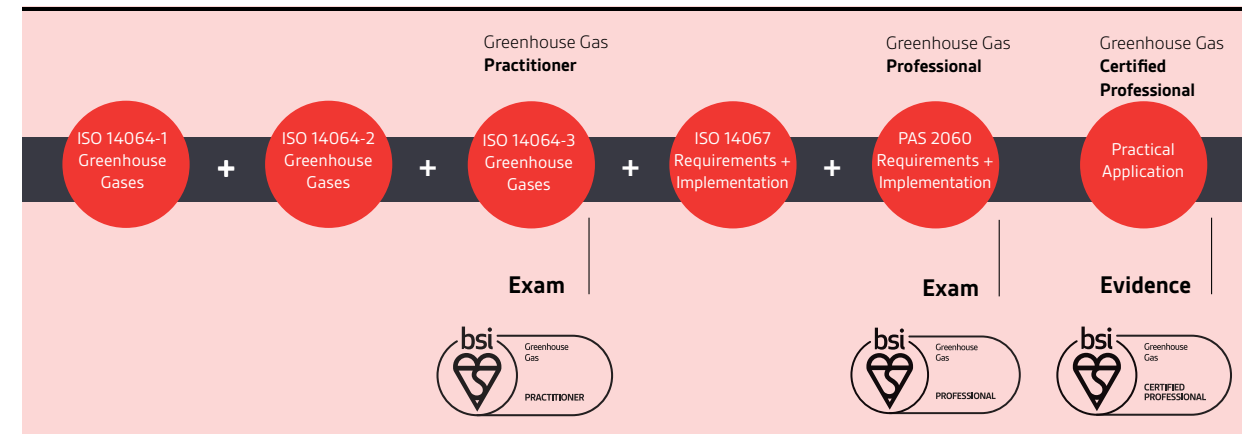 Greenhouse Gas
Practitioner
Greenhouse Gas
Professional
Greenhouse Gas
Certified
Professional
ISO 14064-1
Greenhouse
Gases
+
ISO 14064-2
Greenhouse
Gases
+
ISO 14064-3
Greenhouse
Gases
+
ISO 14067
Requirements +
Implementation
+
PAS 2060
Requirements +
Implementation
Practical
Application
Exam
Exam
Evidence
bsi
Greenhouse
Gas
PRACTITIONER
bsi
Greenhouse
Gas
PROFESSIONAL
bsi
Greenhouse
Gas
CERTIFIED
PROFESSIONAL